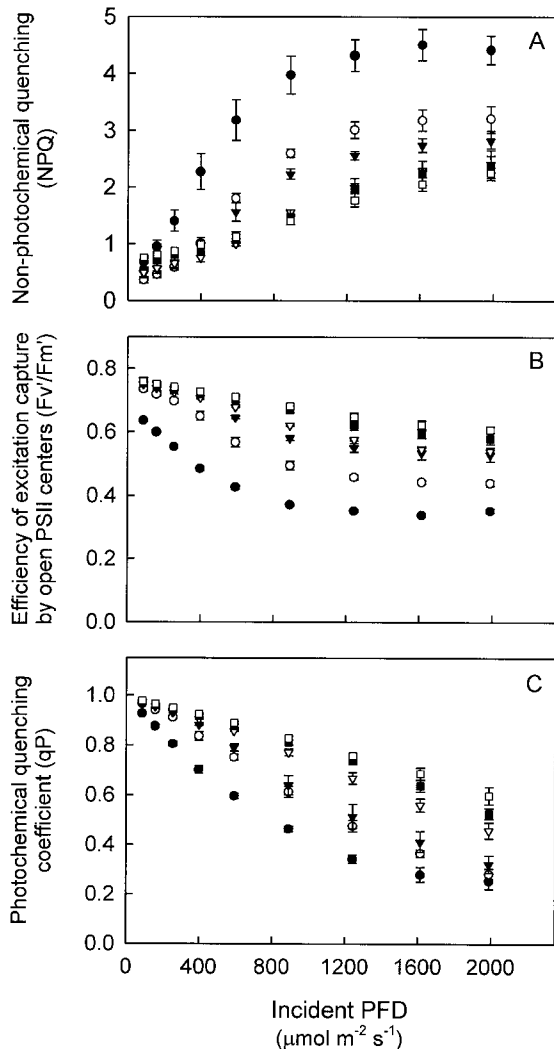 A
5
4
3
2
1
0
Non-photochemical quenching
(NPQ)
B
0.8
0.6
0.4
0.2
0.0
Efficiency of excitation capture
by open PSII centers (Fv'/Fm')
C
1.0
0.8
0.6
0.4
0.2
0.0
Photochemical quenching
coefficient (qP)
0 400 800 1200 1600 2000
Incident PFD
(μmol m⁻² s⁻¹)